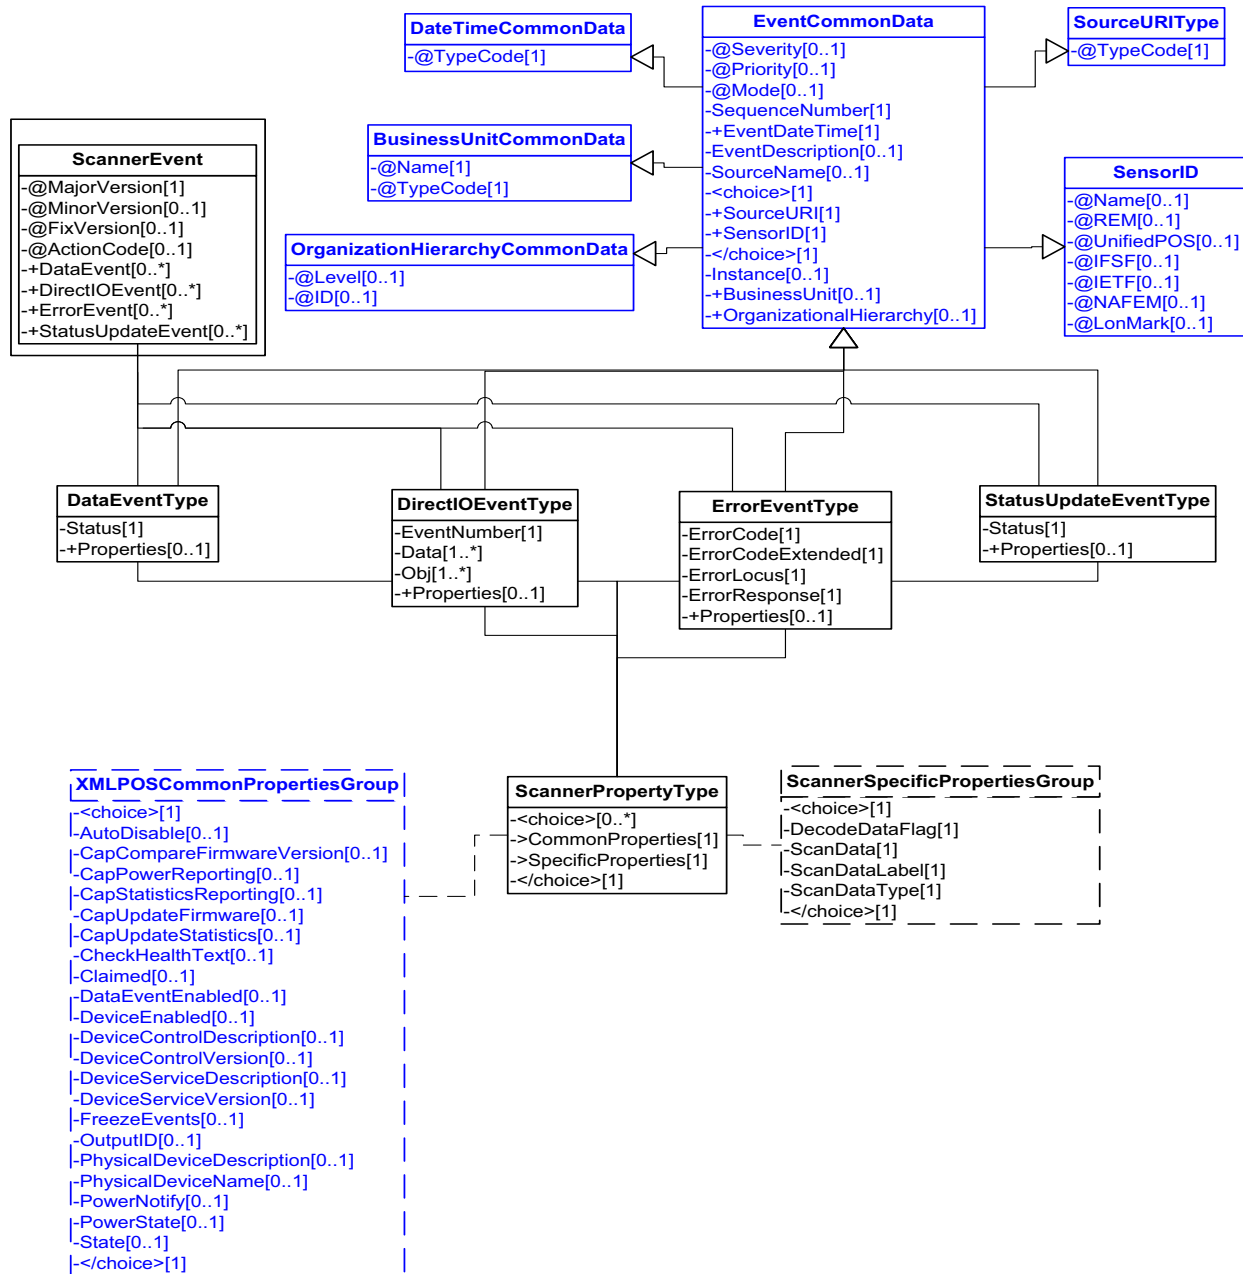 DateTimeCommonData
-@TypeCode[1]
EventCommonData
-@Severity[0..1]
-@Priority[0..1]
-@Mode[0..1]
-SequenceNumber[1]
-+EventDateTime[1]
-EventDescription[0..1]
-SourceName[0..1]
-<choice>[1]
-+SourceURI[1]
-+SensorID[1]
-</choice>[1]
-Instance[0..1]
-+BusinessUnit[0..1]
-+OrganizationalHierarchy[0..1]
SourceURIType
-@TypeCode[1]
ScannerEvent
-@MajorVersion[1]
-@MinorVersion[0..1]
-@FixVersion[0..1]
-@ActionCode[0..1]
-+DataEvent[0..*]
-+DirectIOEvent[0..*]
-+ErrorEvent[0..*]
-+StatusUpdateEvent[0..*]
BusinessUnitCommonData
-@Name[1]
-@TypeCode[1]
OrganizationHierarchyCommonData
-@Level[0..1]
-@ID[0..1]
SensorID
-@Name[0..1]
-@REM[0..1]
-@UnifiedPOS[0..1]
-@IFSF[0..1]
-@IETF[0..1]
-@NAFEM[0..1]
-@LonMark[0..1]
DataEventType
-Status[1]
-+Properties[0..1]
DirectIOEventType
-EventNumber[1]
-Data[1..*]
-Obj[1..*]
-+Properties[0..1]
ErrorEventType
-ErrorCode[1]
-ErrorCodeExtended[1]
-ErrorLocus[1]
-ErrorResponse[1]
-+Properties[0..1]
StatusUpdateEventType
-Status[1]
-+Properties[0..1]
XMLPOSCommonPropertiesGroup
-<choice>[1]
-AutoDisable[0..1]
-CapCompareFirmwareVersion[0..1]
-CapPowerReporting[0..1]
-CapStatisticsReporting[0..1]
-CapUpdateFirmware[0..1]
-CapUpdateStatistics[0..1]
-CheckHealthText[0..1]
-Claimed[0..1]
-DataEventEnabled[0..1]
-DeviceEnabled[0..1]
-DeviceControlDescription[0..1]
-DeviceControlVersion[0..1]
-DeviceServiceDescription[0..1]
-DeviceServiceVersion[0..1]
-FreezeEvents[0..1]
-OutputID[0..1]
-PhysicalDeviceDescription[0..1]
-PhysicalDeviceName[0..1]
-PowerNotify[0..1]
-PowerState[0..1]
-State[0..1]
-</choice>[1]
ScannerPropertyType
-<choice>[0..*]
->CommonProperties[1]
->SpecificProperties[1]
-</choice>[1]
ScannerSpecificPropertiesGroup
-<choice>[1]
-DecodeDataFlag[1]
-ScanData[1]
-ScanDataLabel[1]
-ScanDataType[1]
-</choice>[1]